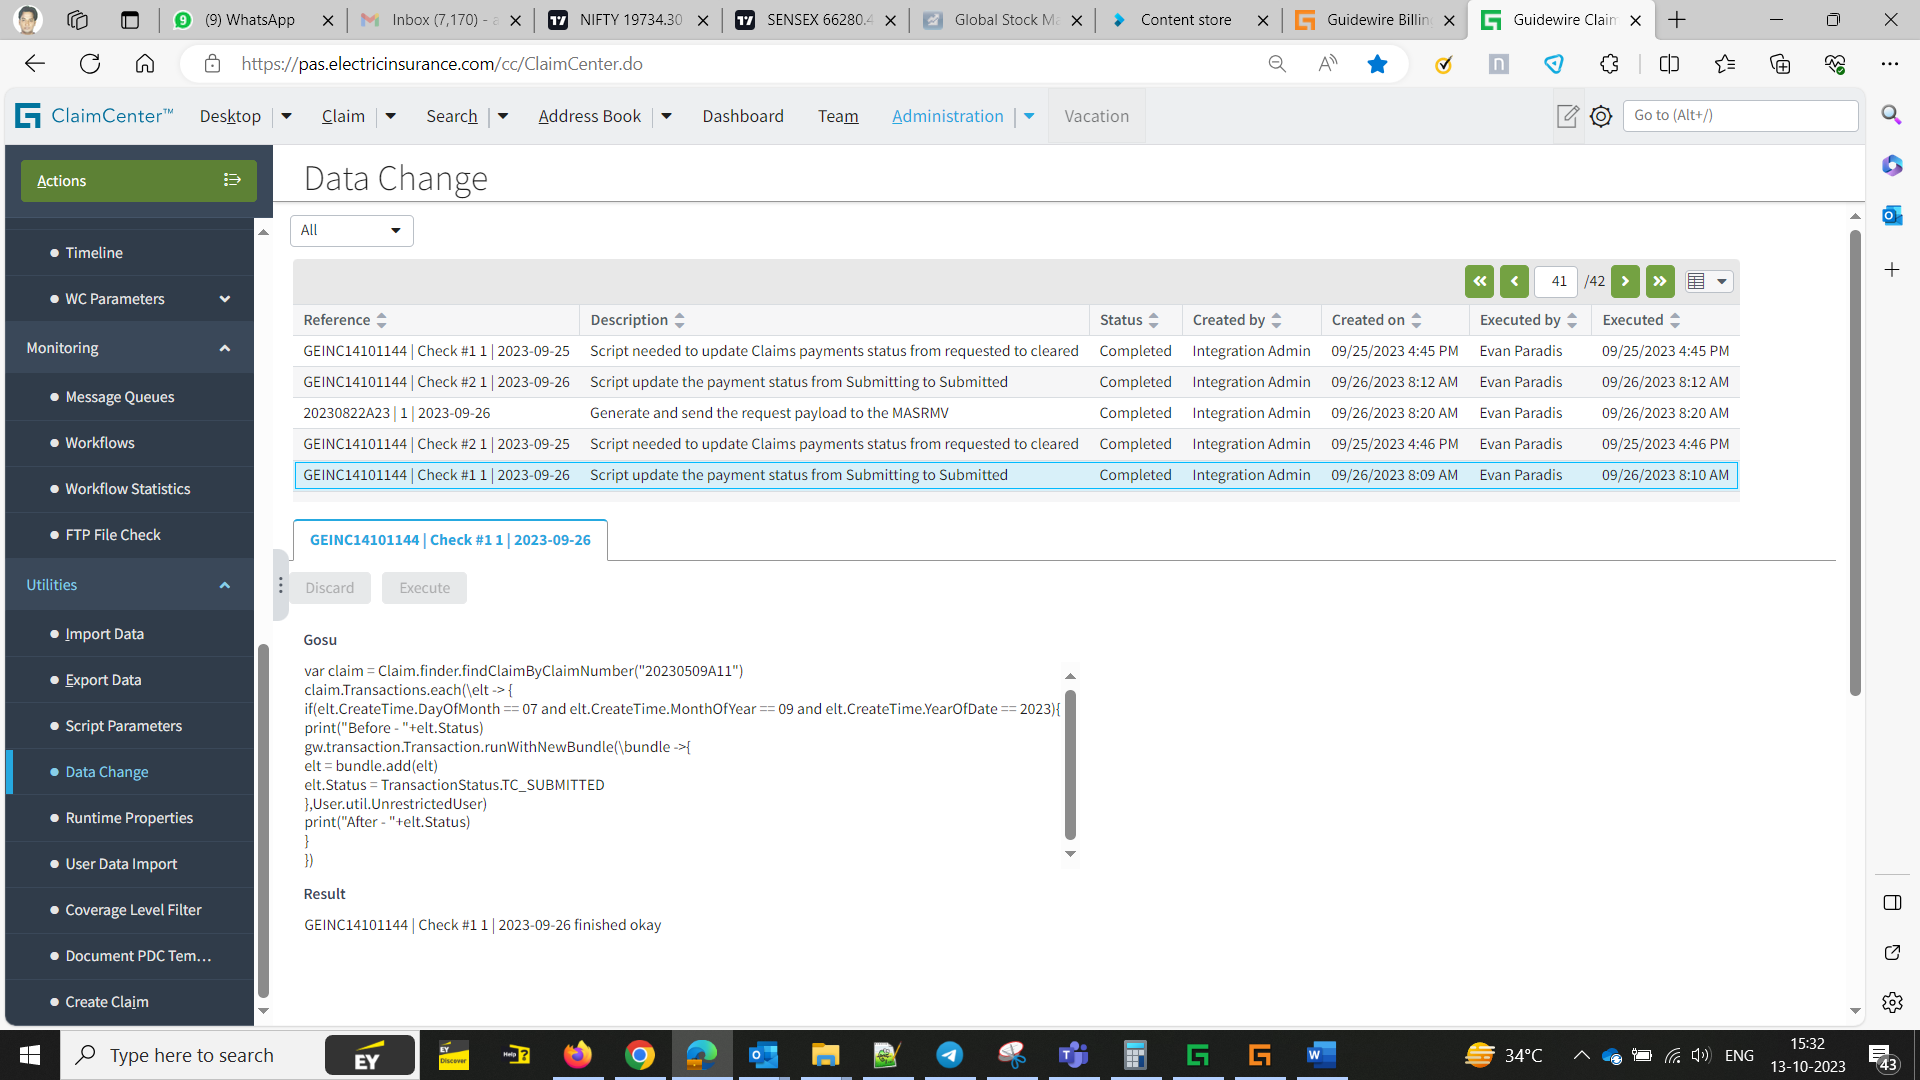 (9) WhatsApp
Inbox (7,170) - a
NIFTY 19734.30
SENSEX 66280.4
Global Stock Ma
Content store
Guidewire Billin
Guidewire Claim
https://pas.electricinsurance.com/cc/ClaimCenter.do
ClaimCenter™
Desktop
Claim
Search
Address Book
Dashboard
Team
Administration
Vacation
Go to (Alt+/)
Actions
Timeline
WC Parameters
Monitoring
Message Queues
Workflows
Workflow Statistics
FTP File Check
Utilities
Import Data
Export Data
Script Parameters
Data Change
Runtime Properties
User Data Import
Coverage Level Filter
Document PDC Tem...
Create Claim
Data Change
All
41 /42
Reference Description Status Created by Created on Executed by Executed
GEINC14101144 | Check #1 1 | 2023-09-25 Script needed to update Claims payments status from requested to cleared Completed Integration Admin 09/25/2023 4:45 PM Evan Paradis 09/25/2023 4:45 PM
GEINC14101144 | Check #2 1 | 2023-09-26 Script update the payment status from Submitting to Submitted Completed Integration Admin 09/26/2023 8:12 AM Evan Paradis 09/26/2023 8:12 AM
20230822A23 | 1 | 2023-09-26 Generate and send the request payload to the MASRMV Completed Integration Admin 09/26/2023 8:20 AM Evan Paradis 09/26/2023 8:20 AM
GEINC14101144 | Check #2 1 | 2023-09-25 Script needed to update Claims payments status from requested to cleared Completed Integration Admin 09/25/2023 4:46 PM Evan Paradis 09/25/2023 4:46 PM
GEINC14101144 | Check #1 1 | 2023-09-26 Script update the payment status from Submitting to Submitted Completed Integration Admin 09/26/2023 8:09 AM Evan Paradis 09/26/2023 8:10 AM
GEINC14101144 | Check #1 1 | 2023-09-26
Discard
Execute
Gosu
var claim = Claim.finder.findClaimByClaimNumber("20230509A11")
claim.Transactions.each(\elt -> {
if(elt.CreateTime.DayOfMonth == 07 and elt.CreateTime.MonthOfYear == 09 and elt.CreateTime.YearOfDate == 2023){
print("Before - "+elt.Status)
gw.transaction.Transaction.runWithNewBundle(\bundle ->{
elt = bundle.add(elt)
elt.Status = TransactionStatus.TC_SUBMITTED
},User.util.UnrestrictedUser)
print("After - "+elt.Status)
}
})
Result
GEINC14101144 | Check #1 1 | 2023-09-26 finished okay
Type here to search
EY
EY
Discover
Help ?
34°C
ENG
15:32
13-10-2023
43